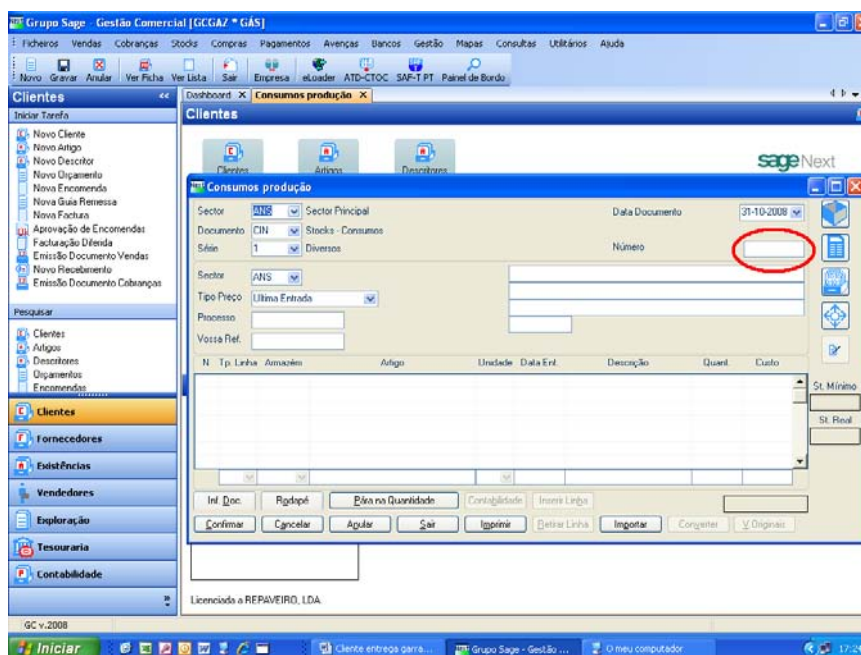 Grupo Sage - Gestão Comercial [GCGAZ * GÁS]
Ficheiros Vendas Cobranças Stocks Compras Pagamentos Avenças Bancos Gestão Mapas Consultas Utilitários Ajuda
Novo Gravar Anular Ver Ficha Ver Lista Sair Empresa eLoader ATD-CTOC SAF-T PT Painel de Bordo
Clientes
Dashboard X Consumos produção X
Iniciar Tarefa
Clientes
Novo Cliente
Novo Artigo
Novo Descritor
Novo Orçamento
Nova Encomenda
Nova Guia Remessa
Nova Factura
Aprovação de Encomendas
Facturação Diferida
Emissão Documento Vendas
Novo Recebimento
Emissão Documento Cobranças
Clientes Artigos Descritores
sage Next
Consumos produção
Sector ANS Sector Principal Data Documento 31-10-2008
Documento CIN Stocks - Consumos
Série 1 Diversos Número
Sector ANS
Tipo Preço Ultima Entrada
Processo
Vossa Ref.
N Tp. Linha Armazém Artigo Unidade Data Ent. Descrição Quant. Custo
St. Mínimo
St. Real
Pesquisar
Clientes
Artigos
Descritores
Orçamentos
Encomendas
Clientes
Fornecedores
Existências
Vendedores
Exploração
Tesouraria
Contabilidade
Inf. Doc. Rodapé Pára na Quantidade Contabilidade Inserir Linha
Confirmar Cancelar Anular Sair Imprimir Retirar Linha Importar Converter V.Originais
Licenciada a REPAVEIRO, LDA.
GC v.2008
Iniciar Cliente entrega garra... Grupo Sage - Gestão ... O meu computador